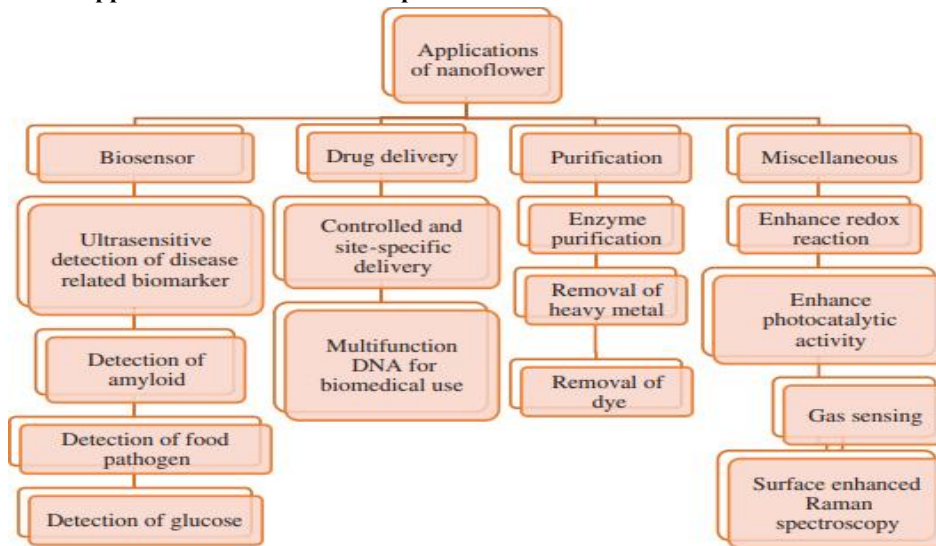 Applications
of nanoflower
Biosensor
Ultrasensitive
detection of disease
related biomarker
Detection of
amyloid
Detection of food
pathogen
Detection of glucose
Drug delivery
Controlled and
site-specific
delivery
Multifunction
DNA for
biomedical use
Purification
Enzyme
purification
Removal of
heavy metal
Removal of
dye
Miscellaneous
Enhance redox
reaction
Enhance
photocatalytic
activity
Gas sensing
Surface enhanced
Raman
spectroscopy